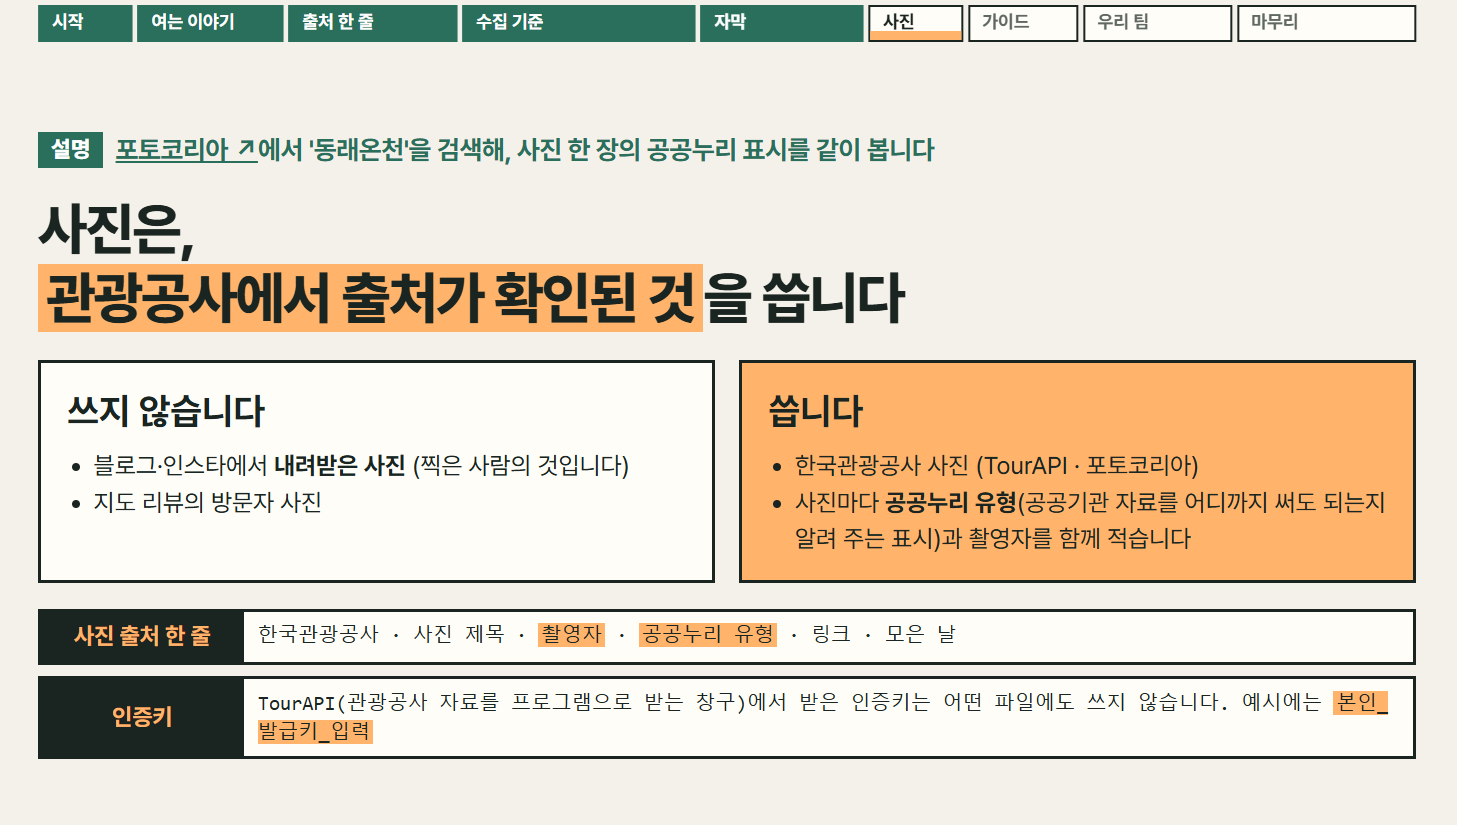 시작 여는 이야기 출처 한 줄 수집 기준 자막 사진 가이드 우리 팀 마무리
설명 포토코리아 ↗에서 '동래온천'을 검색해, 사진 한 장의 공공누리 표시를 같이 봅니다
사진은,
관광공사에서 출처가 확인된 것을 씁니다
쓰지 않습니다
• 블로그·인스타에서 내려받은 사진 (찍은 사람의 것입니다)
• 지도 리뷰의 방문자 사진
씁니다
• 한국관광공사 사진 (TourAPI · 포토코리아)
• 사진마다 공공누리 유형(공공기관 자료를 어디까지 써도 되는지
알려 주는 표시)과 촬영자를 함께 적습니다
사진 출처 한 줄 한국관광공사 · 사진 제목 · 촬영자 · 공공누리 유형 · 링크 · 모은 날
인증키 TourAPI(관광공사 자료를 프로그램으로 받는 창구)에서 받은 인증키는 어떤 파일에도 쓰지 않습니다. 예시에는 본인_
발급키_입력